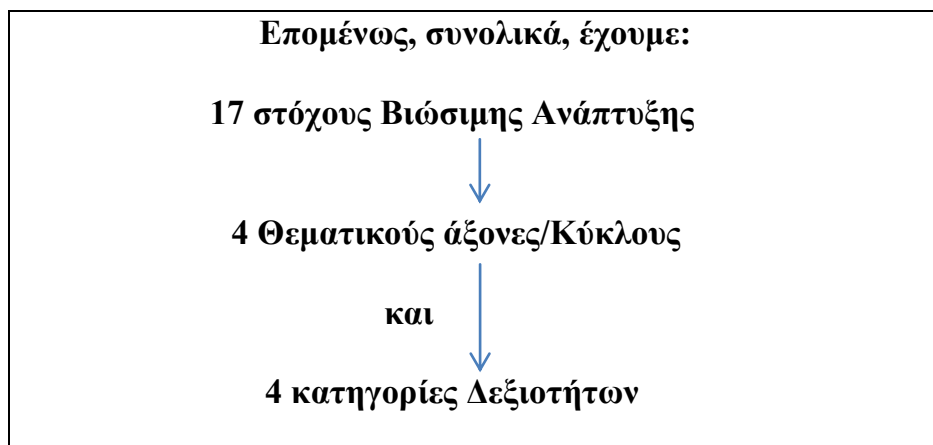 Επομένως, συνολικά, έχουμε:
17 στόχους Βιώσιμης Ανάπτυξης
4 Θεματικούς άξονες/Κύκλους
και
4 κατηγορίες Δεξιοτήτων